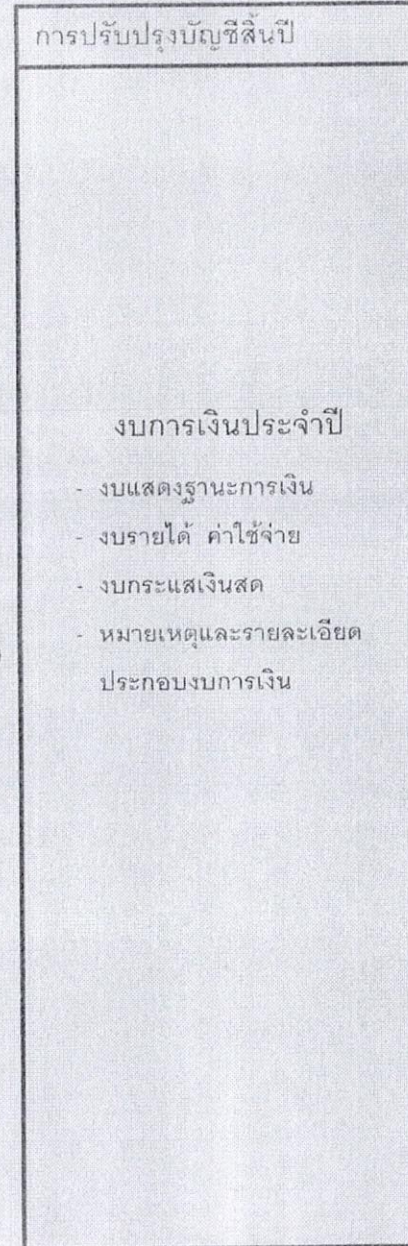 การปรับปรุงบัญชีสิ้นปี
งบการเงินประจำปี
- งบแสดงฐานะการเงิน
- งบรายได้ ค่าใช้จ่าย
- งบกระแสเงินสด
- หมายเหตุและรายละเอียด
ประกอบงบการเงิน